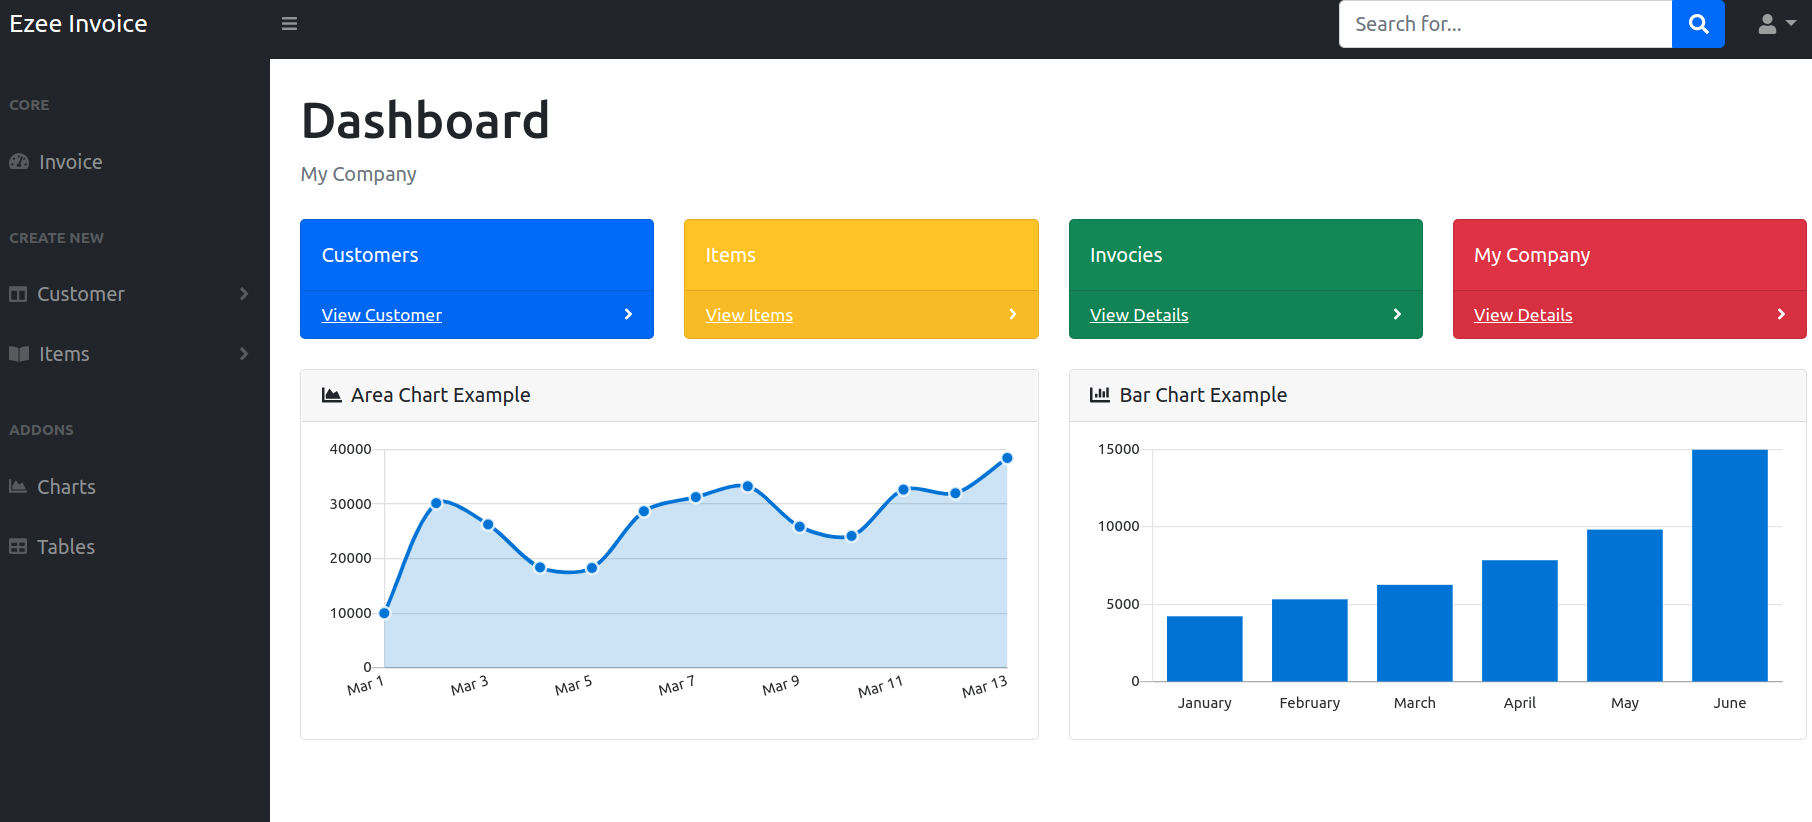 Ezee Invoice
Search for...
CORE
Invoice
CREATE NEW
Customer
Items
ADDONS
Charts
Tables
Dashboard
My Company
Customers
View Customer
Items
View Items
Invocies
View Details
My Company
View Details
Area Chart Example
40000
30000
20000
10000
0
Mar 1
Mar 3
Mar 5
Mar 7
Mar 9
Mar 11
Mar 13
Bar Chart Example
15000
10000
5000
0
January
February
March
April
May
June